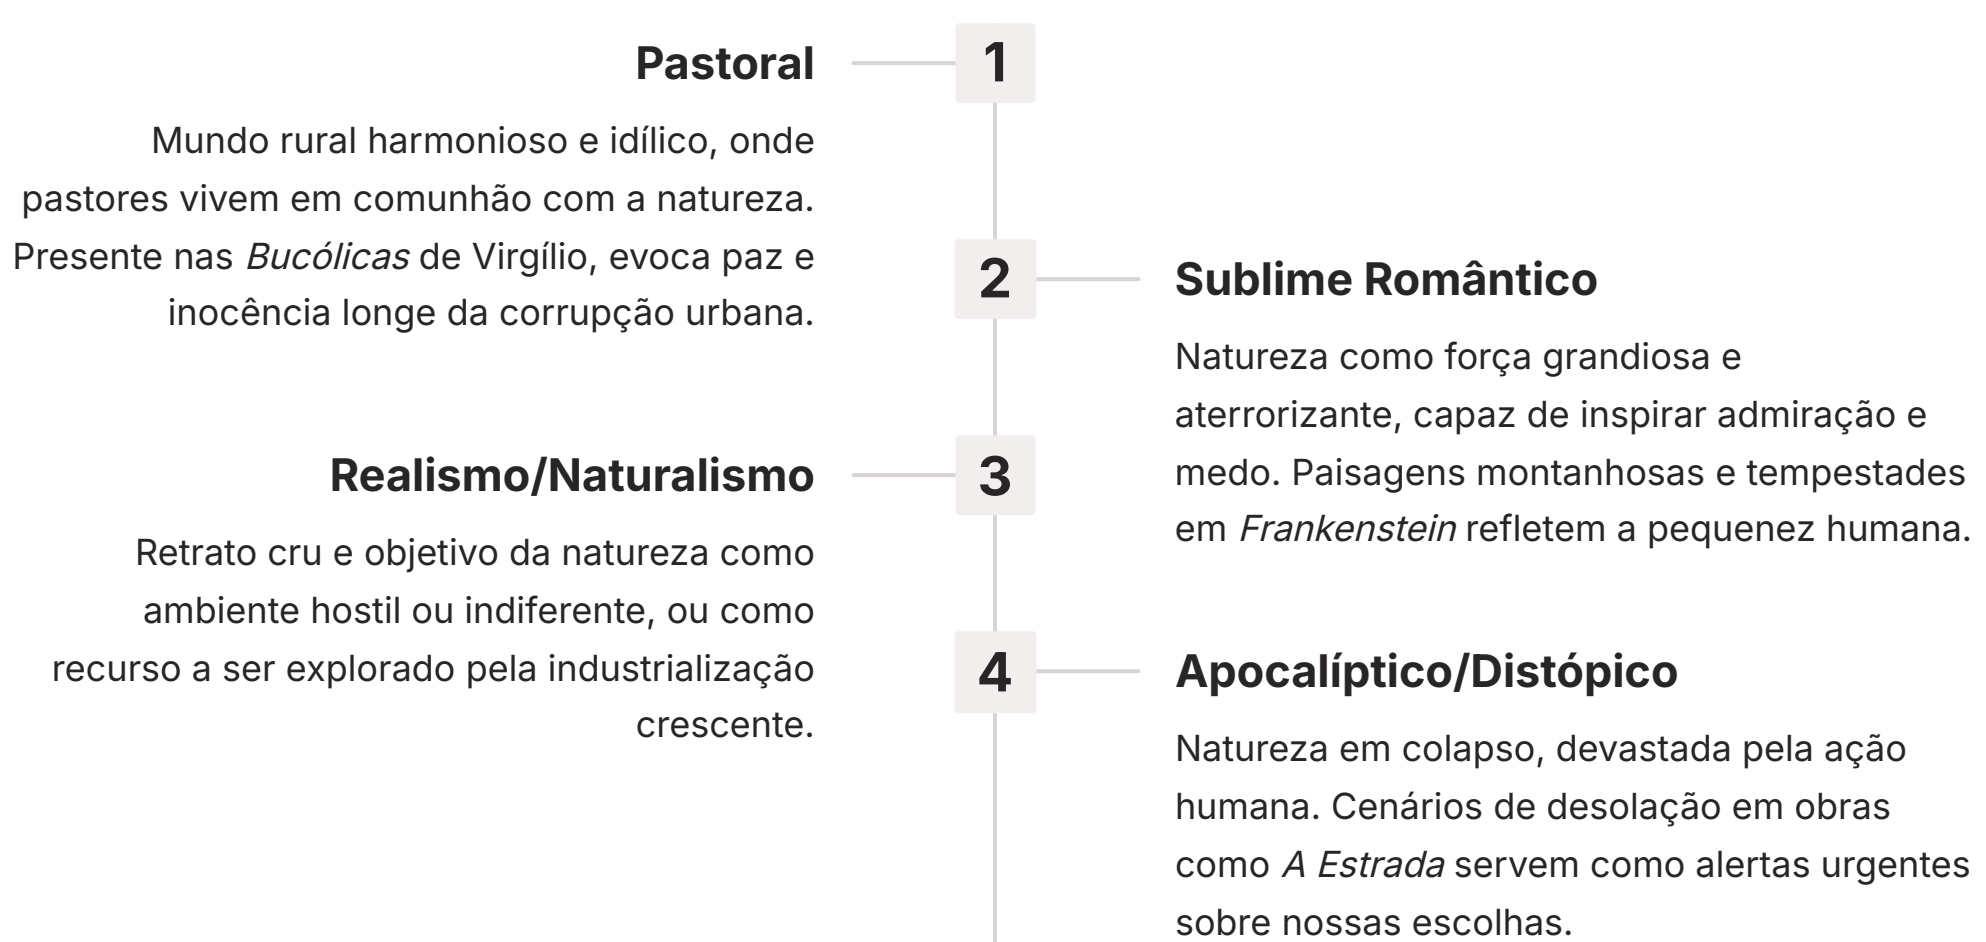 1
Pastoral
Mundo rural harmonioso e idílico, onde
pastores vivem em comunhão com a natureza.
Presente nas Bucólicas de Virgílio, evoca paz e
inocência longe da corrupção urbana.
2
Sublime Romântico
Natureza como força grandiosa e
aterrorizante, capaz de inspirar admiração e
medo. Paisagens montanhosas e tempestades
em Frankenstein refletem a pequenez humana.
3
Realismo/Naturalismo
Retrato cru e objetivo da natureza como
ambiente hostil ou indiferente, ou como
recurso a ser explorado pela industrialização
crescente.
4
Apocalíptico/Distópico
Natureza em colapso, devastada pela ação
humana. Cenários de desolação em obras
como A Estrada servem como alertas urgentes
sobre nossas escolhas.